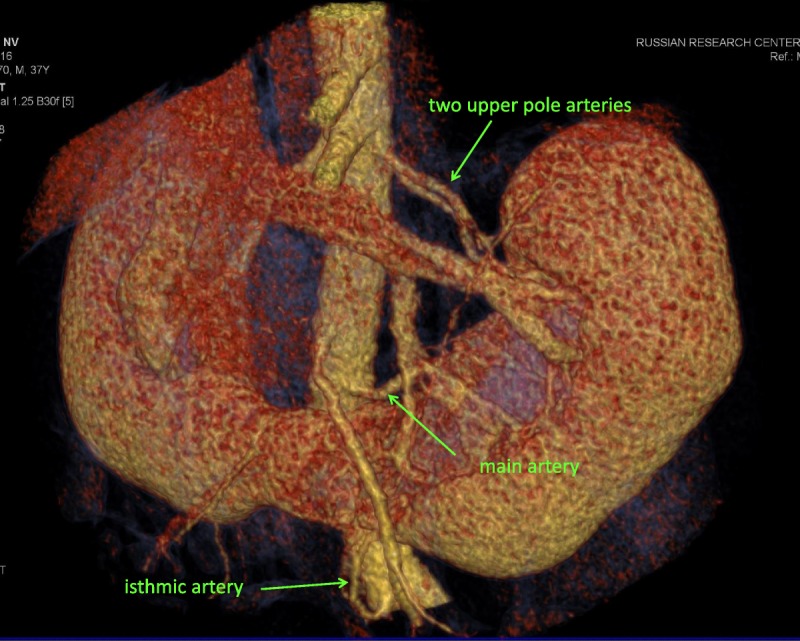 NV
16
70, M, 37Y
T
al 1.25 B30f [5]
8
RUSSIAN RESEARCH CENTER
Ref.: M
two upper pole arteries
main artery
isthmic artery
T